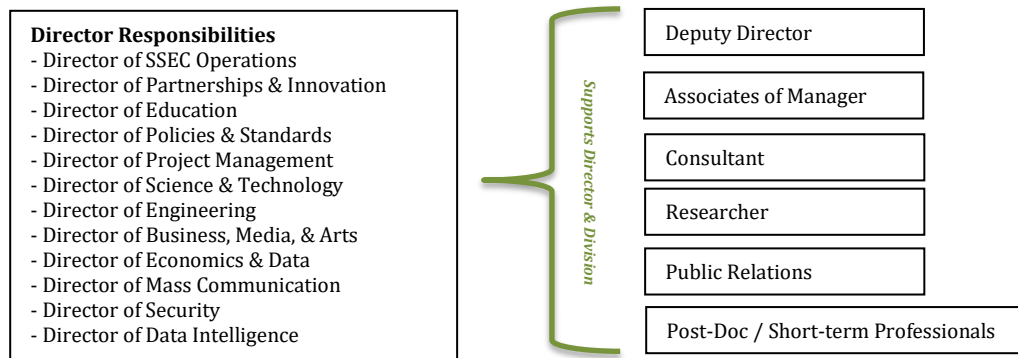 Director Responsibilities
- Director of SSEC Operations
- Director of Partnerships & Innovation
- Director of Education
- Director of Policies & Standards
- Director of Project Management
- Director of Science & Technology
- Director of Engineering
- Director of Business, Media, & Arts
- Director of Economics & Data
- Director of Mass Communication
- Director of Security
- Director of Data Intelligence
Supports Director & Division
Deputy Director
Associates of Manager
Consultant
Researcher
Public Relations
Post-Doc / Short-term Professionals